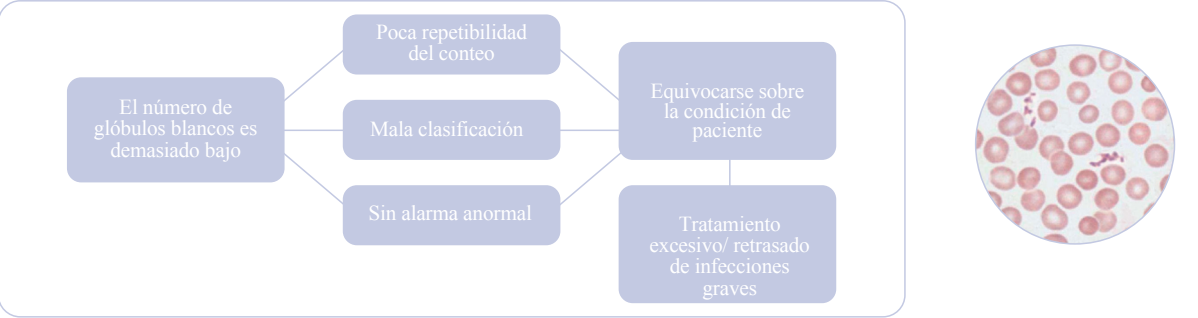 El número de
glóbulos blancos es
demasiado bajo
Poca repetibilidad
del conteo
Mala clasificación
Sin alarma anormal
Equivocarse sobre
la condición de
paciente
Tratamiento
excesivo/ retrasado
de infecciones
graves